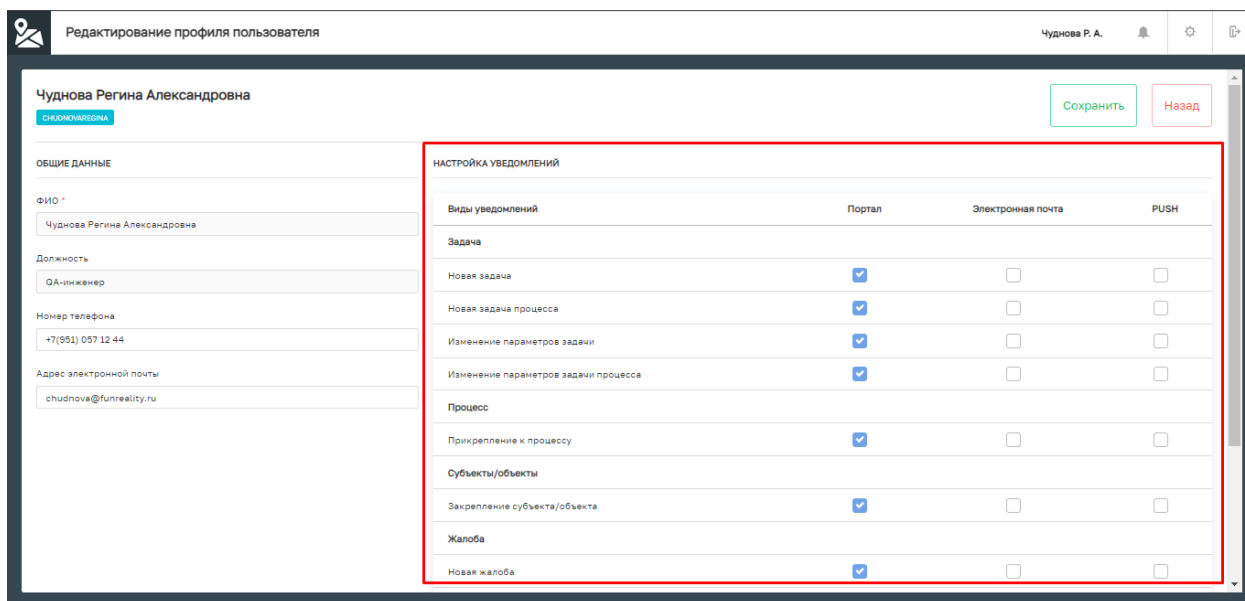 Редактирование профиля пользователя
Чуднова Р. А.
Чуднова Регина Александровна
CHUDNOVAREGINA
Сохранить
Назад
ОБЩИЕ ДАННЫЕ
ФИО *
Чуднова Регина Александровна
Должность
QA-инженер
Номер телефона
+7(951) 057 12 44
Адрес электронной почты
chudnova@funreality.ru
НАСТРОЙКА УВЕДОМЛЕНИЙ
Виды уведомлений Портал Электронная почта PUSH
Задача
Новая задача
Новая задача процесса
Изменение параметров задачи
Изменение параметров задачи процесса
Процесс
Прикрепление к процессу
Субъекты/объекты
Закрепление субъекта/объекта
Жалоба
Новая жалоба